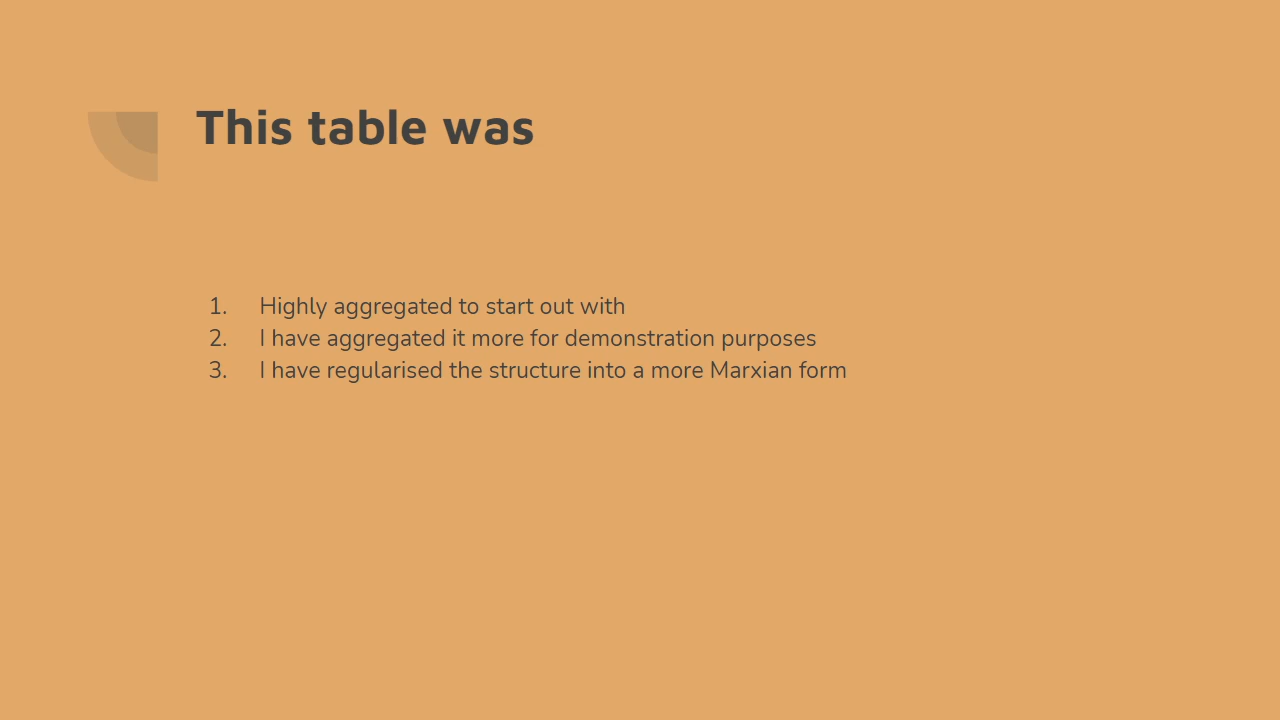 This table was
1. Highly aggregated to start out with
2. I have aggregated it more for demonstration purposes
3. I have regularised the structure into a more Marxian form